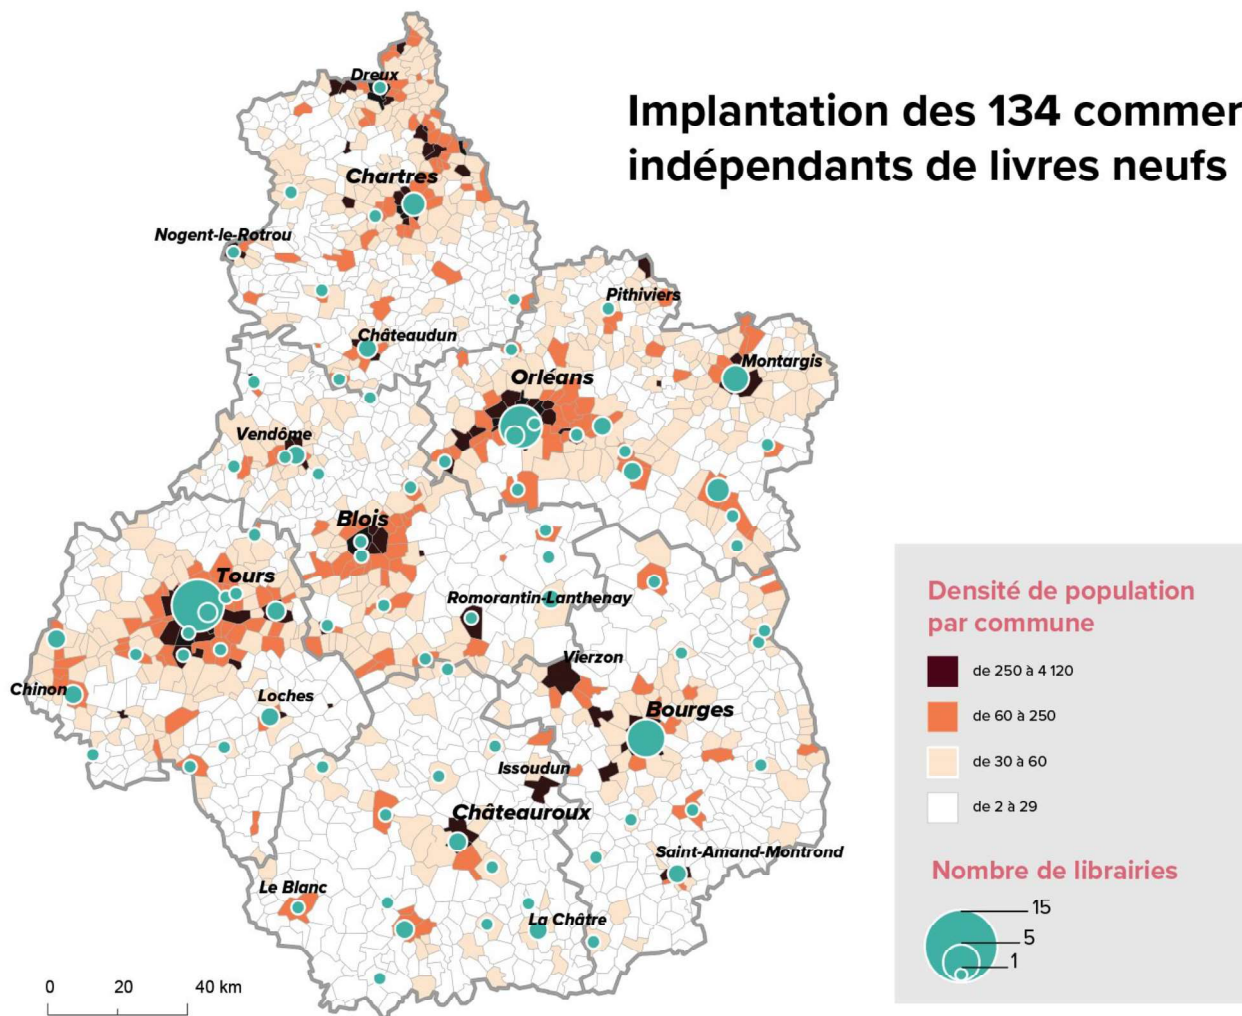 Implantation des 134 commer
indépendants de livres neufs
Dreux
Chartres
Nogent-le-Rotrou
Châteaudun
Pithiviers
Montargis
Orléans
Vendôme
Blois
Tours
Romorantin-Lanthenay
Vierzon
Chinon
Loches
Bourges
Issoudun
Châteauroux
Saint-Amand-Montrond
Le Blanc
La Châtre
0 20 40 km
Densité de population
par commune
de 250 à 4 120
de 60 à 250
de 30 à 60
de 2 à 29
Nombre de librairies
15
5
1